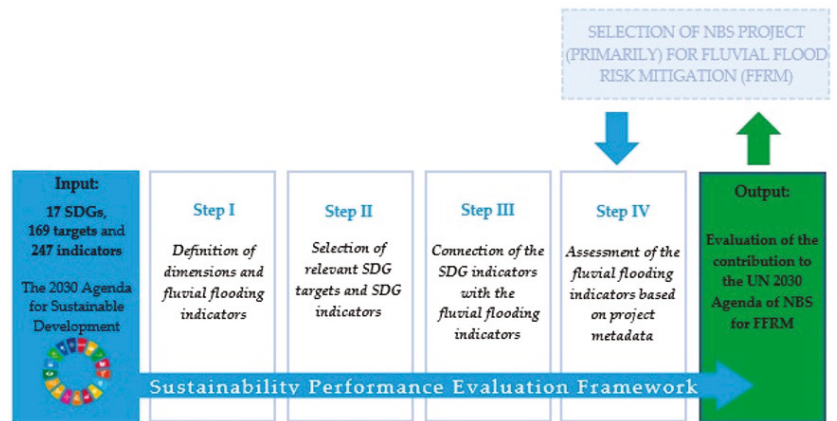 SELECTION OF NBS PROJECT
(PRIMARILY) FOR FLUVIAL FLOOD
RISK MITIGATION (FFRM)
Input:
17 SDGs,
169 targets and
247 indicators
The 2030 Agenda
for Sustainable
Development
Step I
Definition of
dimensions and
fluvial flooding
indicators
Step II
Selection of
relevant SDG
targets and SDG
indicators
Step III
Connection of the
SDG indicators
with the
fluvial flooding
indicators
Step IV
Assessment of the
fluvial flooding
indicators based
on project
metadata
Output:
Evaluation of the
contribution to
the UN 2030
Agenda of NBS
for FFRM
Sustainability Performance Evaluation Framework